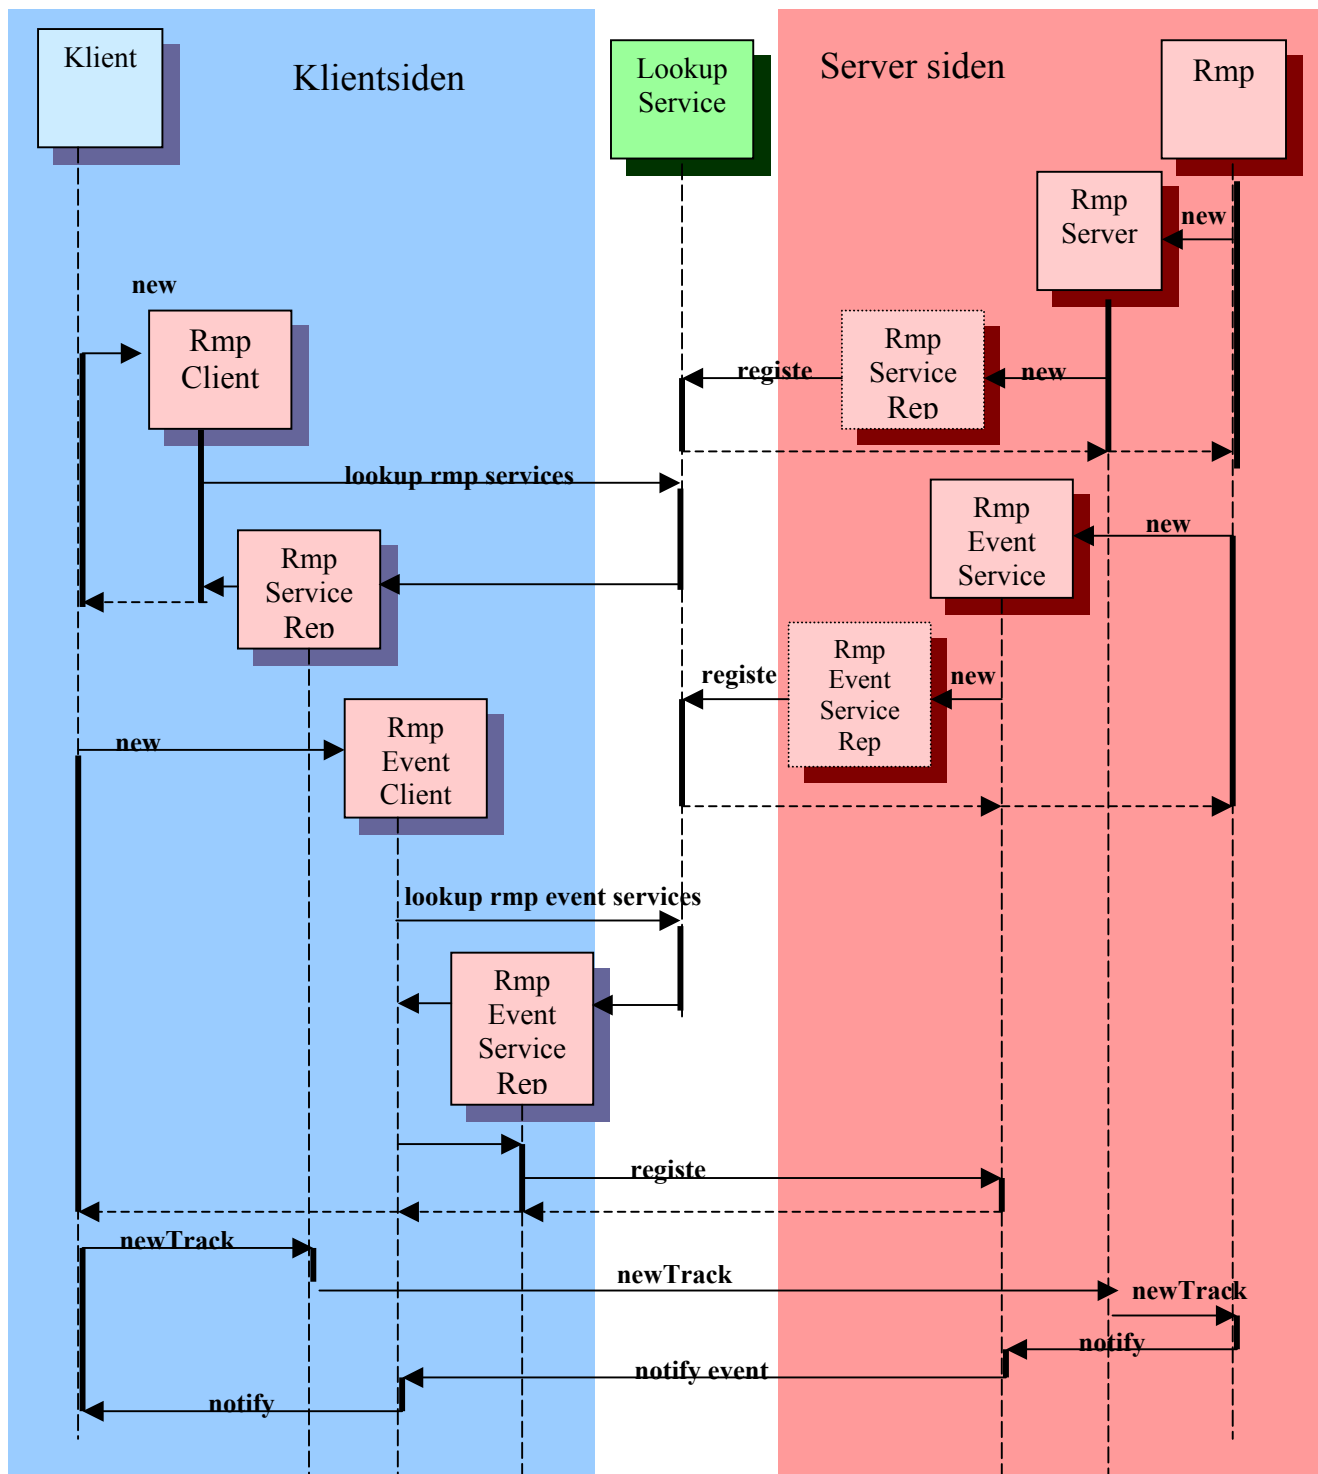 Klient
Klientsiden
Lookup
Service
Server siden
Rmp
Rmp
Server
new
new
Rmp
Client
Rmp
Service
Rep
registe
new
lookup rmp services
Rmp
Event
Service
new
Rmp
Service
Rep
Rmp
Event
Service
Rep
registe
new
new
Rmp
Event
Client
lookup rmp event services
Rmp
Event
Service
Rep
registe
newTrack
newTrack
newTrack
notify
notify event
notify